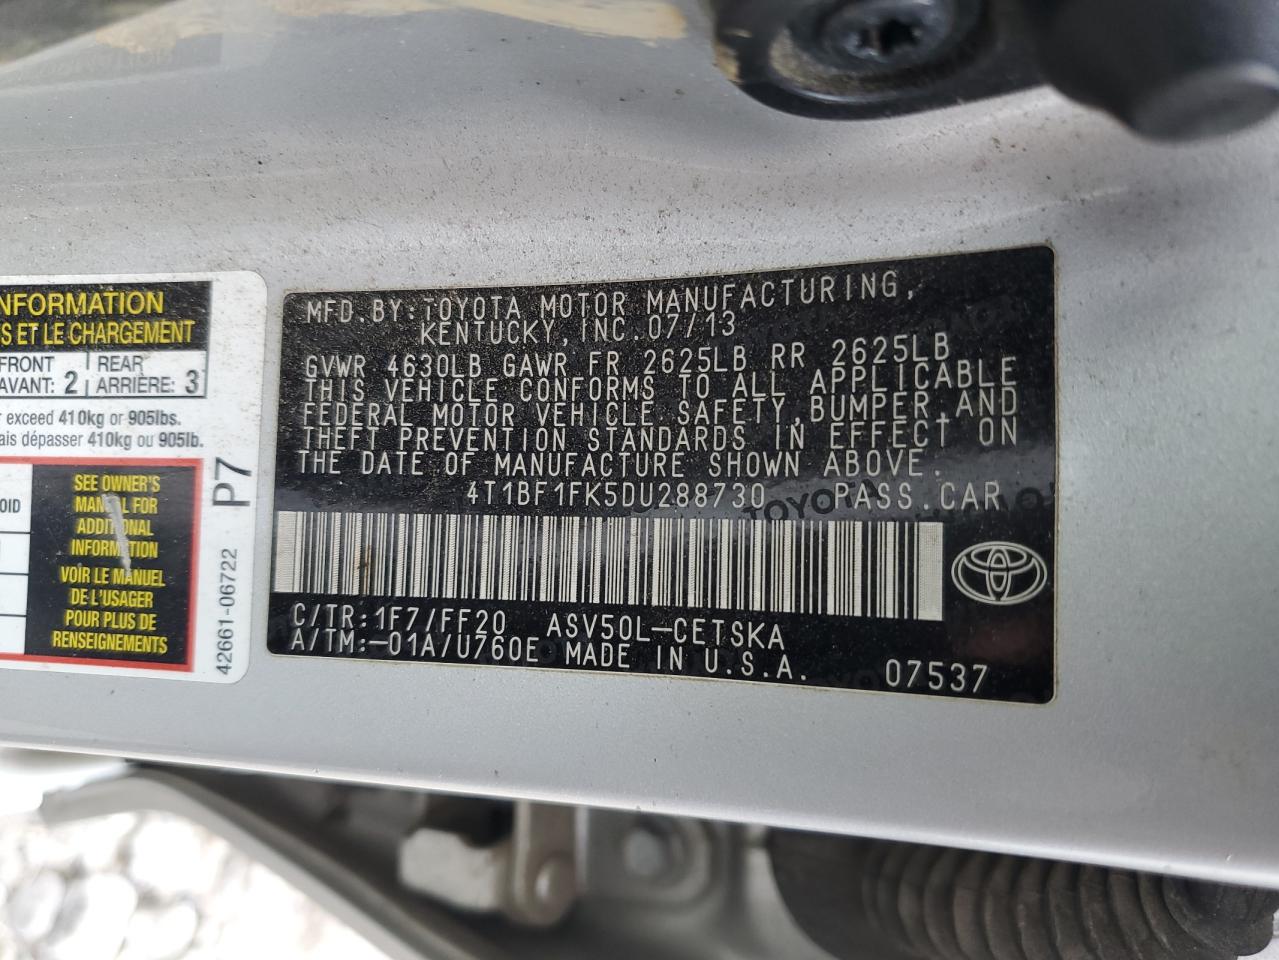 NFORMATION
S ET LE CHARGEMENT
FRONT REAR
AVANT: 2 ARRIÈRE: 3
r exceed 410kg or 905lbs.
ais dépasser 410kg ou 905lb.
OID
SEE OWNER'S
MANUAL FOR
ADDITIONAL
INFORMATION
VOIR LE MANUEL
DE L'USAGER
POUR PLUS DE
RENSEIGNEMENTS
42661-06722 P7
MFD.BY:TOYOTA MOTOR MANUFACTURING,
KENTUCKY, INC.07/13
GVWR 4630LB GAWR FR 2625LB RR 2625LB
THIS VEHICLE CONFORMS TO ALL APPLICABLE
FEDERAL MOTOR VEHICLE SAFETY,BUMPER,AND
THEFT PREVENTION STANDARDS IN EFFECT ON
THE DATE OF MANUFACTURE SHOWN ABOVE.
4T1BF1FK5DU288730 PASS.CAR
TOYOTA
C/TR:1F7/FF20 ASV50L-CETSKA
A/TM:-01A/U760E MADE IN U.S.A. 07537